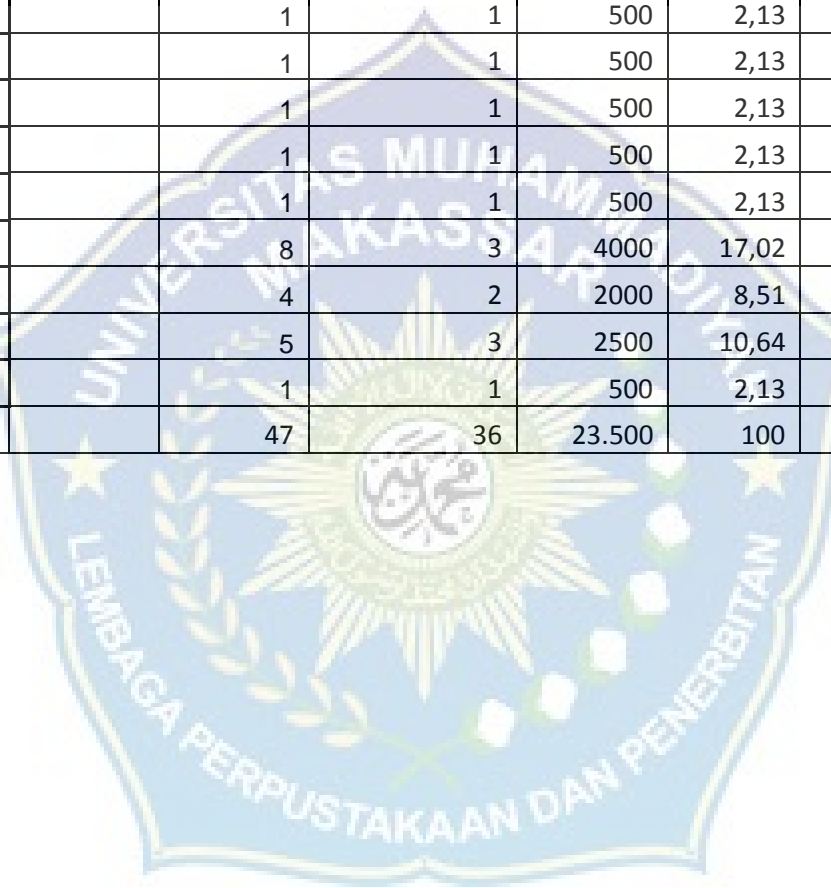 1 1 500 2,13
1 1 500 2,13
1 1 500 2,13
1 1 500 2,13
1 1 500 2,13
8 3 4000 17,02
4 2 2000 8,51
5 3 2500 10,64
1 1 500 2,13
47 36 23.500 100
UNIVERSITAS MUHAMMADIYAH
MAKASSAR
LEMBAGA PERPUSTAKAAN DAN PENERBITAN